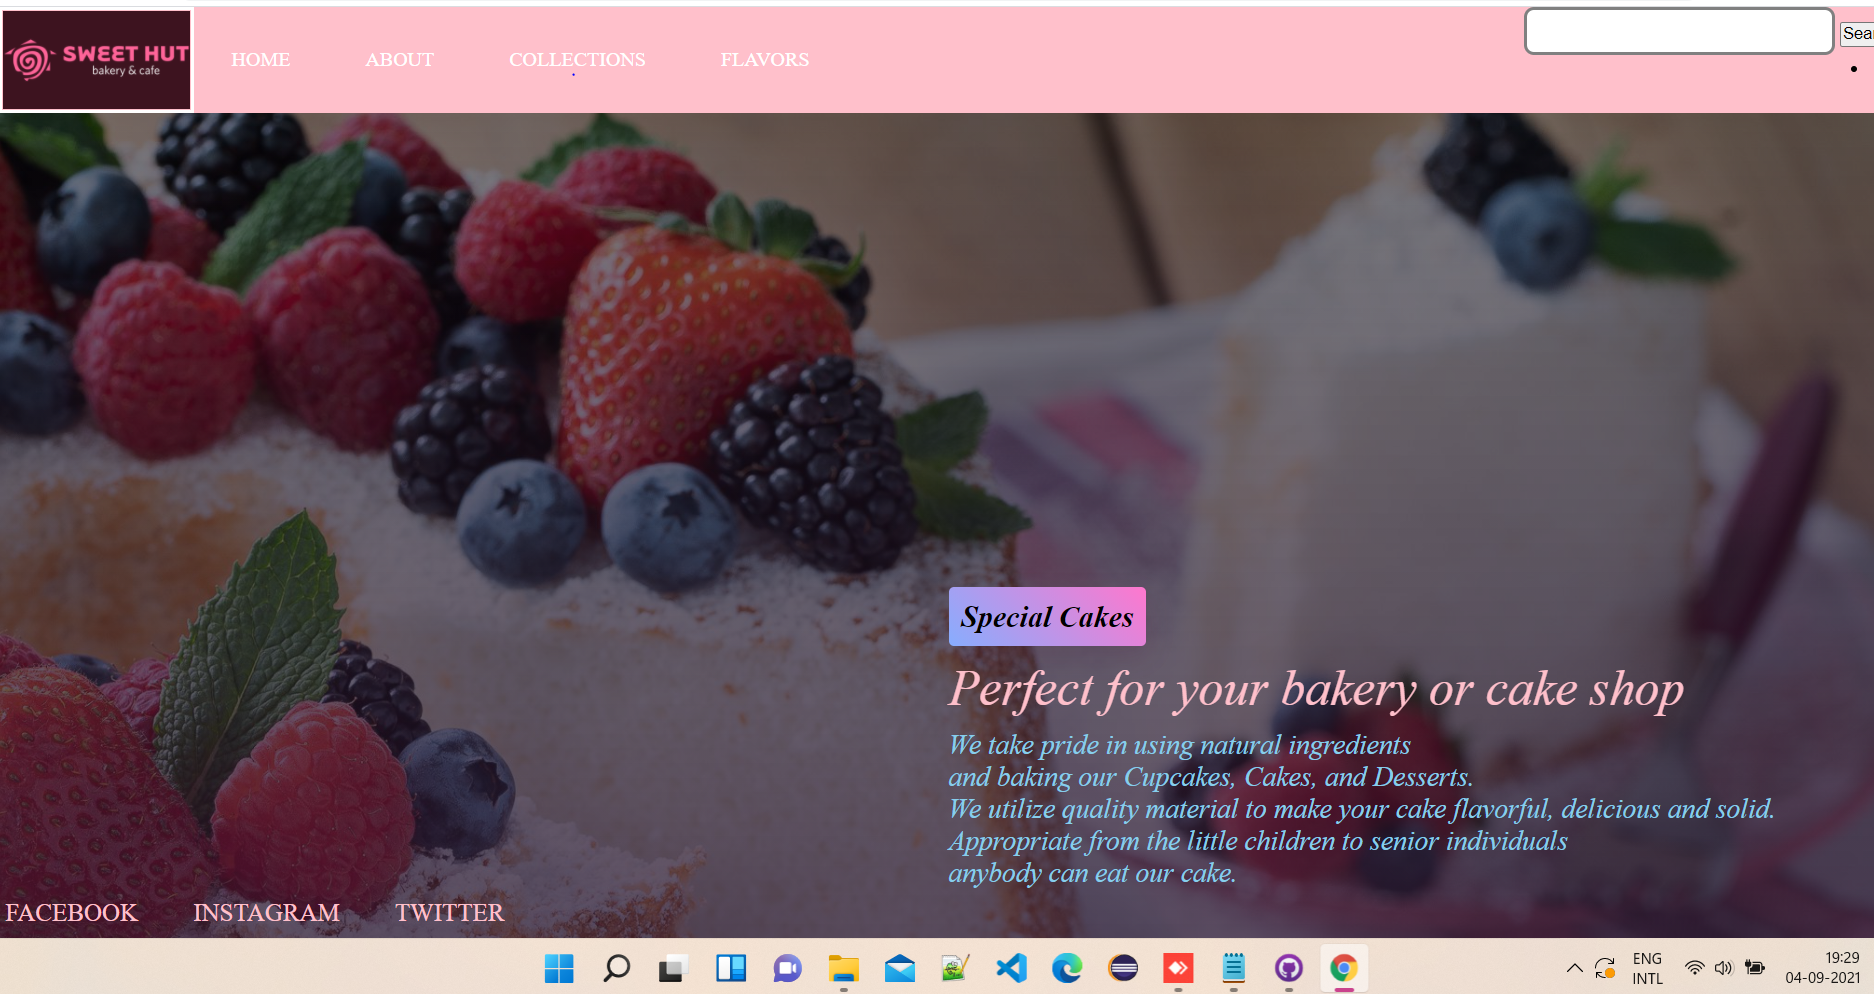 SWEET HUT
bakery & cafe
HOME ABOUT COLLECTIONS FLAVORS
Sear
Special Cakes
Perfect for your bakery or cake shop
We take pride in using natural ingredients
and baking our Cupcakes, Cakes, and Desserts.
We utilize quality material to make your cake flavorful, delicious and solid.
Appropriate from the little children to senior individuals
anybody can eat our cake.
FACEBOOK INSTAGRAM TWITTER
ENG
INTL
19:29
04-09-2021